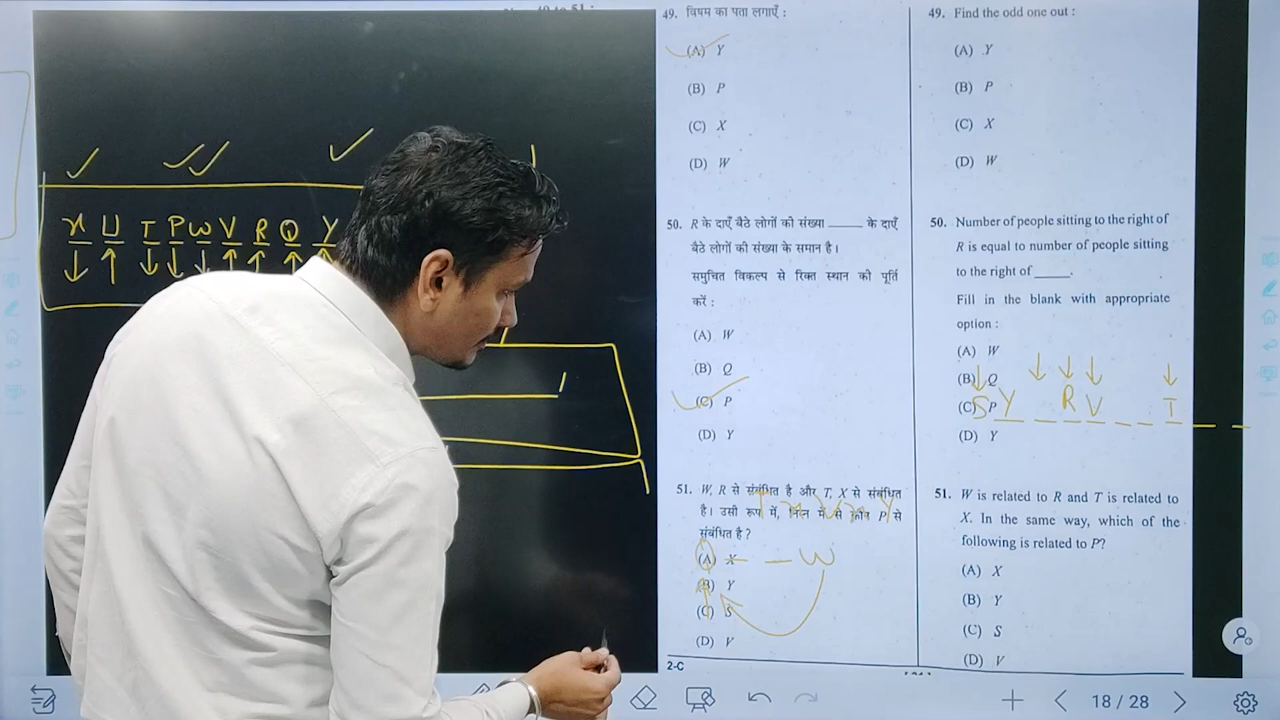 49. विषम का पता लगाएँ :
(A) Y
(B) P
(C) X
(D) W
50. R के दाएँ बैठे लोगों की संख्या ______ के दाएँ
बैठे लोगों की संख्या के समान है।
समुचित विकल्प से रिक्त स्थान की पूर्ति
करें :
(A) W
(B) Q
(C) P
(D) Y
51. W, R से संबंधित है और T, X से संबंधित
है। उसी रूप में, निम्न में से कौन P से
संबंधित है?
(A) X
(B) Y
(C) S
(D) V
2-C
49. Find the odd one out :
(A) Y
(B) P
(C) X
(D) W
50. Number of people sitting to the right of
R is equal to number of people sitting
to the right of ______.
Fill in the blank with appropriate
option :
(A) W
(B) Q
(C) P
(D) Y
51. W is related to R and T is related to
X. In the same way, which of the
following is related to P?
(A) X
(B) Y
(C) S
(D) V
x U T P W V R Q Y
S Y R V T
W
18 / 28